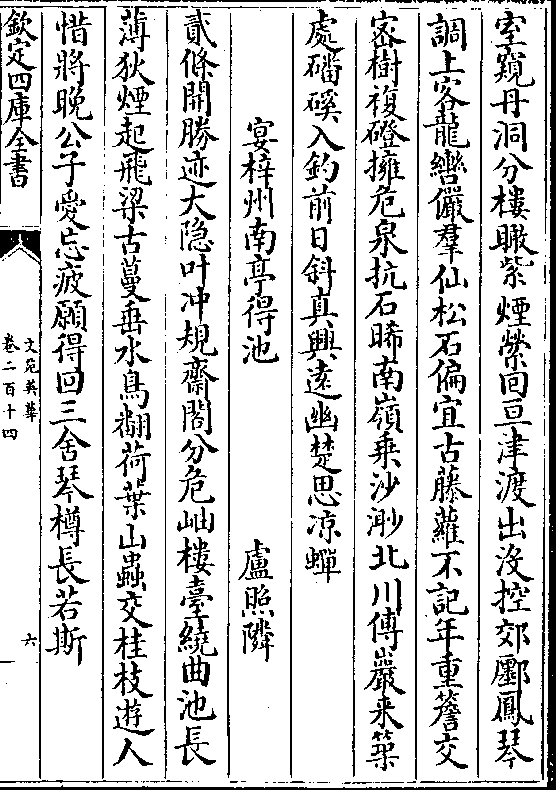 室窺丹洞分樓瞰紫煙縈回亘津渡出沒控郊鄽鳳琴
調上客龍轡儼羣仙松石偏宜古藤蘿不記年重簷交
密樹複磴擁危泉抗石晞南嶺乗沙渺北川傅巖来築
處磻磎入釣前日斜真興逺幽楚思凉蟬
宴梓州南亭得池
盧照隣
貳條開勝迹大隐叶冲規齋閣分危岫樓臺繞曲池長
薄狄煙起飛梁古蔓垂水鳥翻荷葉山蟲交桂枝逰人
惜將晚公子愛忘疲願得回三舍琴樽長若斯
欽定四庫全書
文苑英華
卷二百十四
六